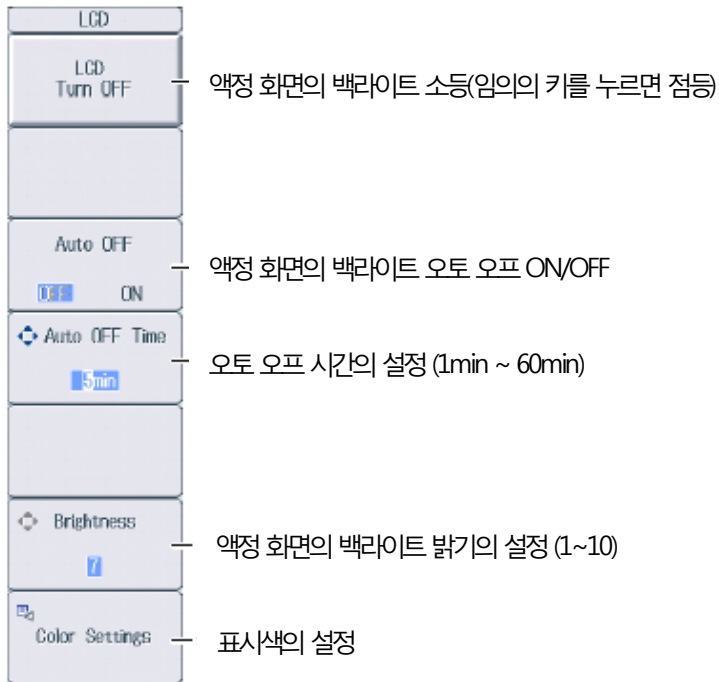 LCD
LCD
Turn OFF
액정 화면의 백라이트 소등(임의의 키를 누르면 점등)
Auto OFF
액정 화면의 백라이트 오토 오프 ON/OFF
OFF ON
Auto OFF Time
오토 오프 시간의 설정 (1min ~ 60min)
5min
Brightness
액정 화면의 백라이트 밝기의 설정 (1~10)
7
Color Settings
표시색의 설정